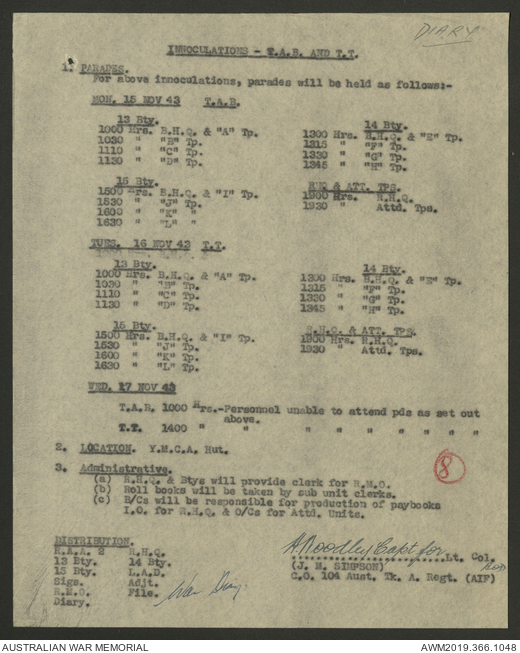 DIARY
INNOCULATIONS - T.A.B. AND T.T.
1. PARADES.
For above innoculations, parades will be held as follows:-
MON. 15 NOV 43 T.A.B.
13 Bty.
1000 Hrs. B.H.Q. & "A" Tp.
1030 " "B" Tp.
1110 " "C" Tp.
1130 " "D" Tp.
14 Bty.
1300 Hrs. B.H.Q. & "E" Tp.
1315 " "F" Tp.
1330 " "G" Tp.
1345 " "H" Tp.
15 Bty.
1500 Hrs. B.H.Q. & "I" Tp.
1530 " "J" Tp.
1600 " "K" "
1630 " "L" "
RHQ & ATT. TPS.
1900 Hrs. R.H.Q.
1930 " Attd. Tps.
TUES. 16 NOV 43 T.T.
13 Bty.
1000 Hrs. B.H.Q. & "A" Tp.
1030 " "B" Tp.
1110 " "C" Tp.
1130 " "D" Tp.
14 Bty.
1300 Hrs. B.H.Q. & "E" Tp.
1315 " "F" Tp.
1330 " "G" Tp.
1345 " "H" Tp.
15 Bty.
1500 Hrs. B.H.Q. & "I" Tp.
1530 " "J" Tp.
1600 " "K" Tp.
1630 " "L" Tp.
R.H.Q. & ATT. TPS.
1900 Hrs. R.H.Q.
1930 " Attd. Tps.
WED. 17 NOV 43
T.A.B. 1000 Hrs.-Personnel unable to attend pds as set out
above.
T.T. 1400 " " " " " " "
2. LOCATION. Y.M.C.A. Hut.
3. Administrative.
(a) R.H.Q. & Btys will provide clerk for R.M.O.
(b) Roll books will be taken by sub unit clerks.
(c) B/Cs will be responsible for production of paybooks
I.O. for R.H.Q. & O/Cs for Attd. Units.
8
DISTRIBUTION.
R.A.A. 2 R.H.Q.
13 Bty. 14 Bty.
15 Bty. L.A.D.
Sigs. Adjt.
R.M.O. File.
Diary.
War Diary
Capt for Lt. Col.
(J. M. SIMPSON)
C.O. 104 Aust. Tk. A. Regt. (AIF)
AUSTRALIAN WAR MEMORIAL
AWM2019.366.1048